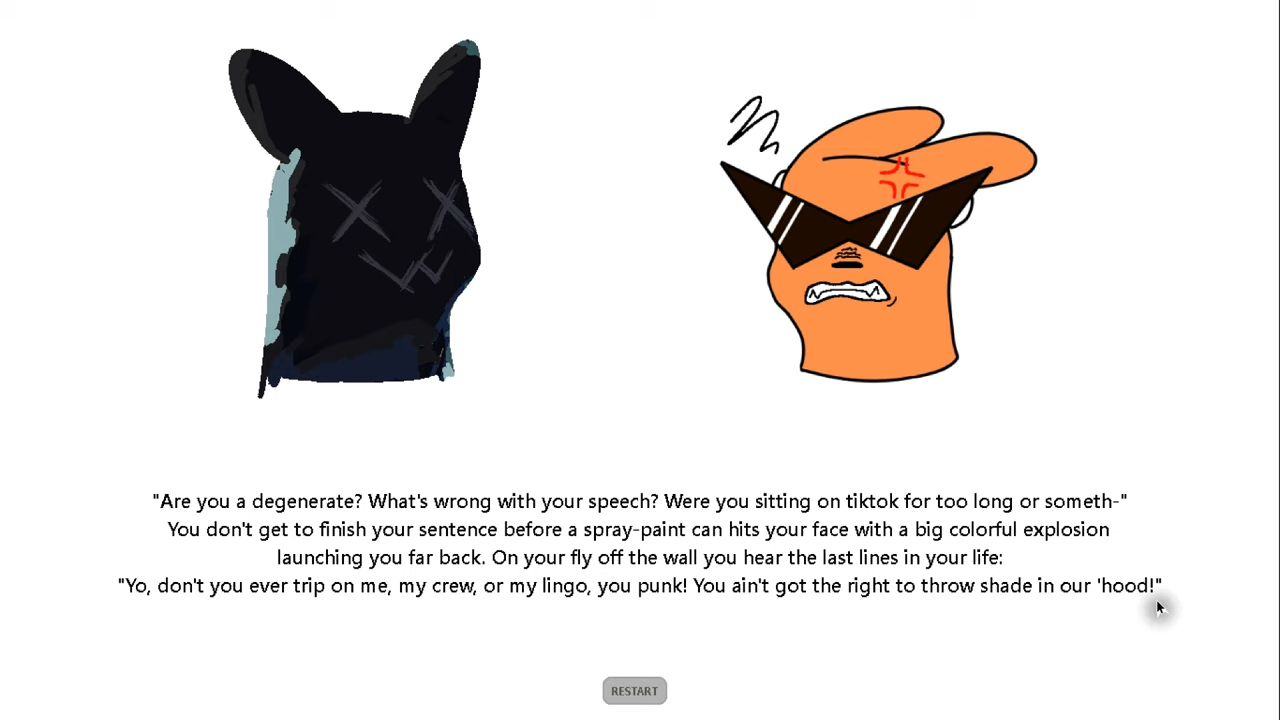 "Are you a degenerate? What's wrong with your speech? Were you sitting on tiktok for too long or someth-"
You don't get to finish your sentence before a spray-paint can hits your face with a big colorful explosion
launching you far back. On your fly off the wall you hear the last lines in your life:
"Yo, don't you ever trip on me, my crew, or my lingo, you punk! You ain't got the right to throw shade in our 'hood!"
RESTART